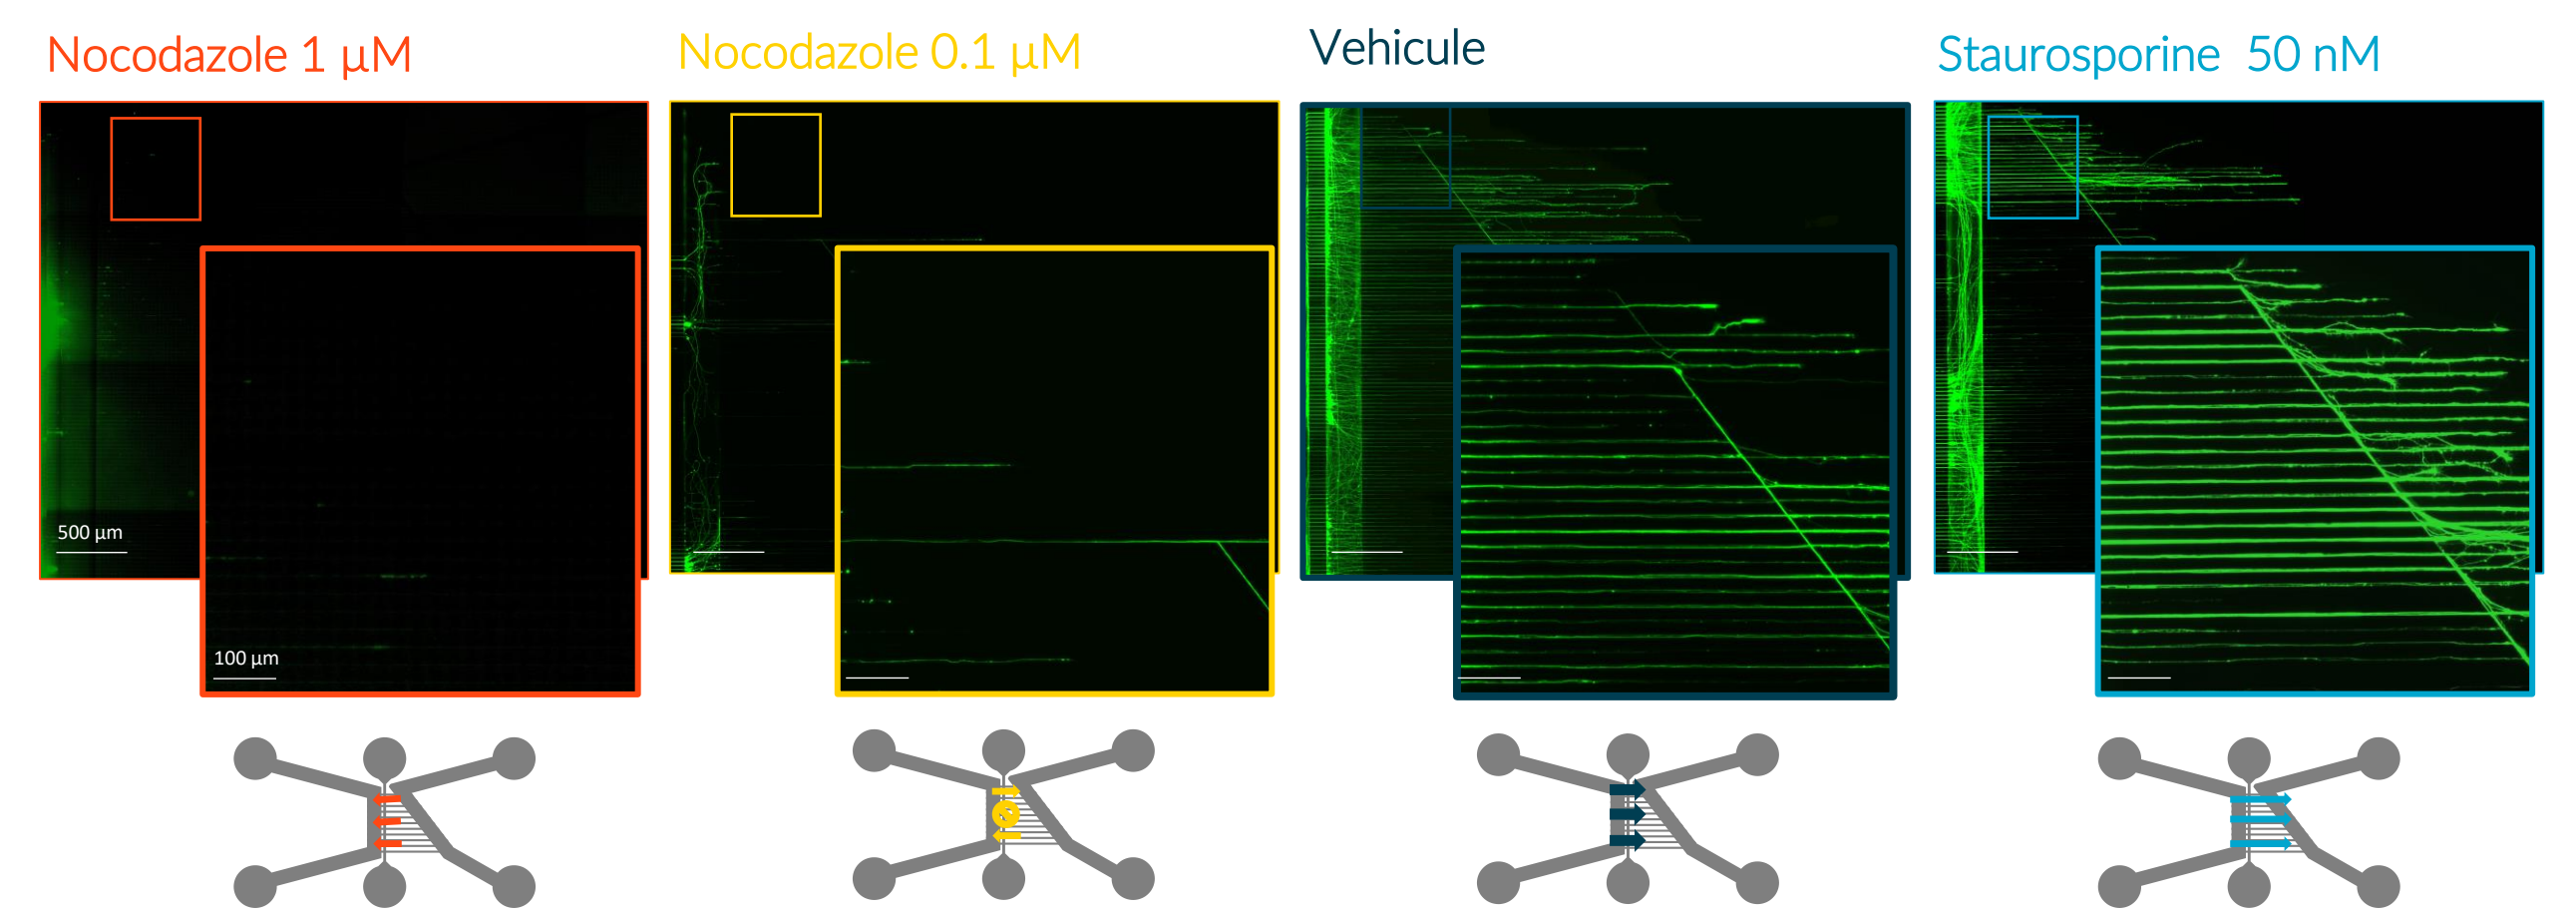 Nocodazole 1 µM
Nocodazole 0.1 µM
Vehicule
Staurosporine 50 nM
500 µm
100 µm